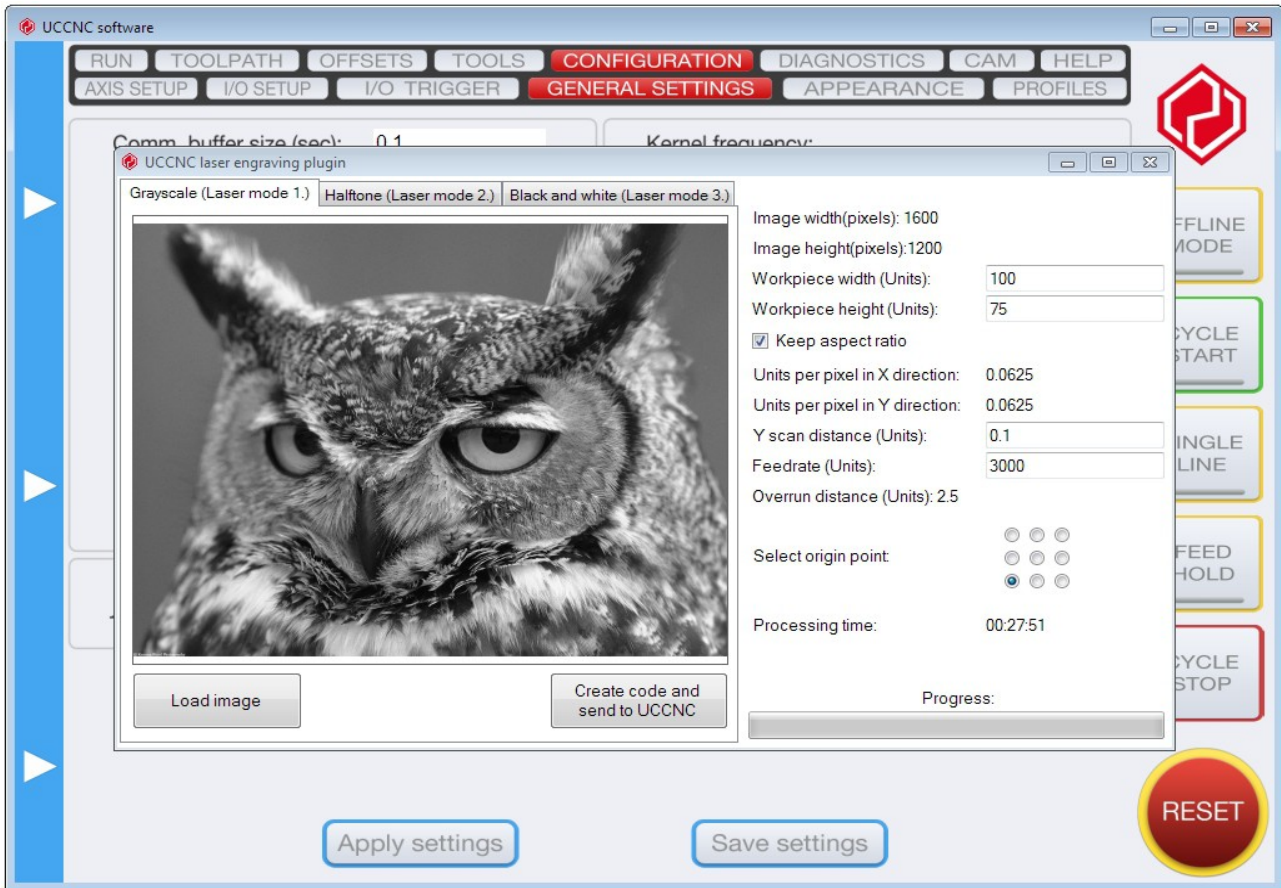 UCCNC software
RUN TOOLPATH OFFSETS TOOLS CONFIGURATION DIAGNOSTICS CAM HELP
AXIS SETUP I/O SETUP I/O TRIGGER GENERAL SETTINGS APPEARANCE PROFILES
Comm. buffer size (sec): 0.1 Kernel frequency:
UCCNC laser engraving plugin
Grayscale (Laser mode 1.) Halftone (Laser mode 2.) Black and white (Laser mode 3.)
Image width(pixels): 1600
Image height(pixels):1200
Workpiece width (Units): 100
Workpiece height (Units): 75
Keep aspect ratio
Units per pixel in X direction: 0.0625
Units per pixel in Y direction: 0.0625
Y scan distance (Units): 0.1
Feedrate (Units): 3000
Overrun distance (Units): 2.5
Select origin point:
Processing time: 00:27:51
Load image
Create code and
send to UCCNC
Progress:
FFLINE
MODE
YCLE
START
INGLE
LINE
FEED
HOLD
YCLE
STOP
RESET
Apply settings Save settings